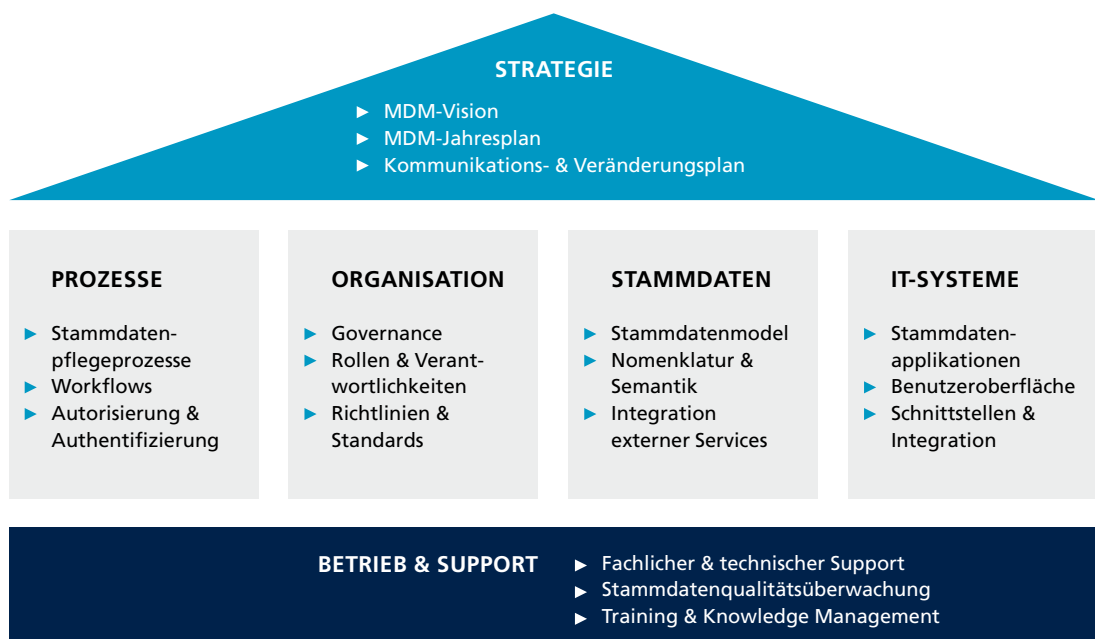 STRATEGIE
► MDM-Vision
► MDM-Jahresplan
► Kommunikations- & Veränderungsplan
PROZESSE
► Stammdaten-
pflegeprozesse
► Workflows
► Autorisierung &
Authentifizierung
ORGANISATION
► Governance
► Rollen & Verant-
wortlichkeiten
► Richtlinien &
Standards
STAMMDATEN
► Stammdatenmodel
► Nomenklatur &
Semantik
► Integration
externer Services
IT-SYSTEME
► Stammdaten-
applikationen
► Benutzeroberfläche
► Schnittstellen &
Integration
BETRIEB & SUPPORT
► Fachlicher & technischer Support
► Stammdatenqualitätsüberwachung
► Training & Knowledge Management